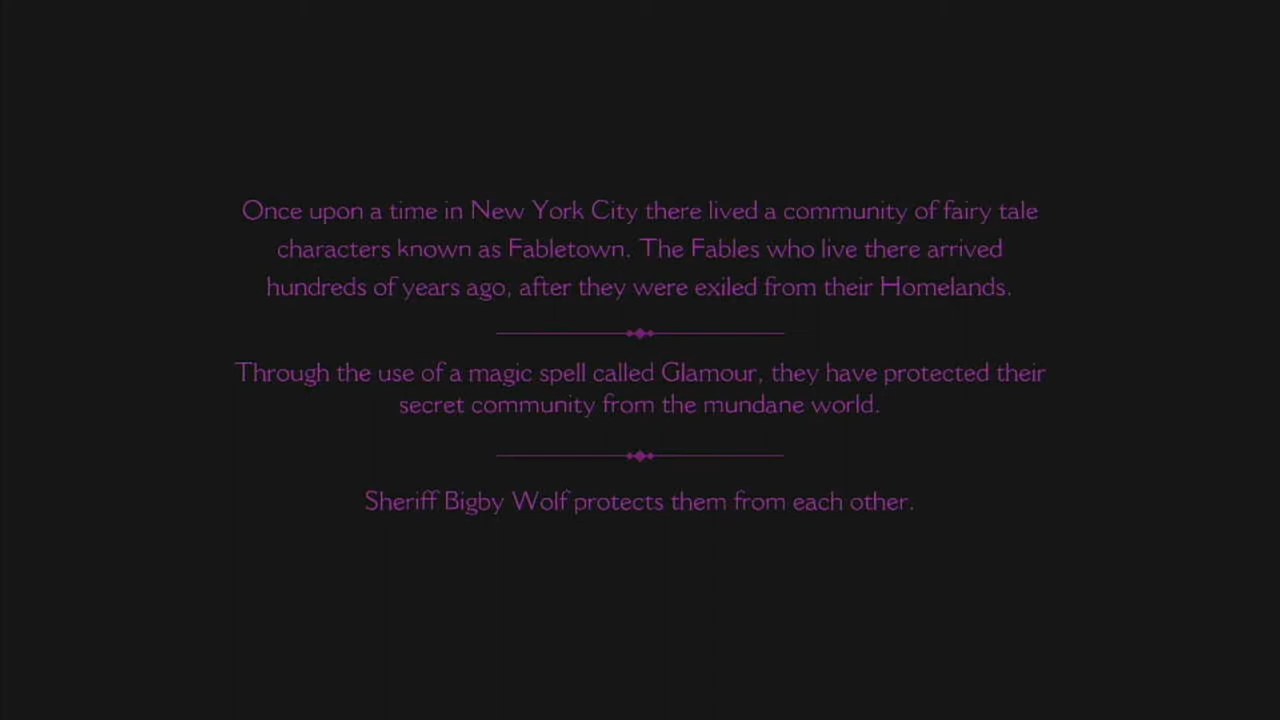 Once upon a time in New York City there lived a community of fairy tale
characters known as Fabletown. The Fables who live there arrived
hundreds of years ago, after they were exiled from their Homelands.
Through the use of a magic spell called Glamour, they have protected their
secret community from the mundane world.
Sheriff Bigby Wolf protects them from each other.